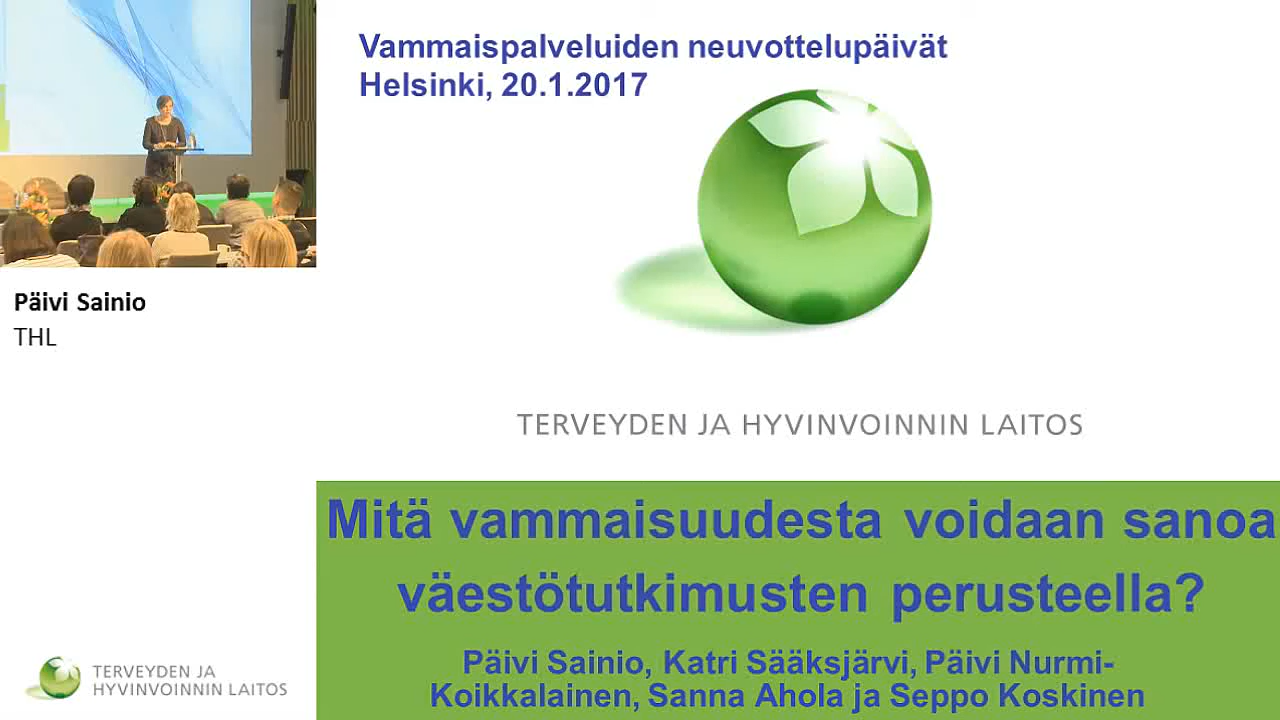 Vammaispalveluiden neuvottelupäivät
Helsinki, 20.1.2017
Päivi Sainio
THL
TERVEYDEN JA HYVINVOINNIN LAITOS
Mitä vammaisuudesta voidaan sanoa
väestötutkimusten perusteella?
Päivi Sainio, Katri Sääksjärvi, Päivi Nurmi-
Koikkalainen, Sanna Ahola ja Seppo Koskinen
TERVEYDEN JA
HYVINVOINNIN LAITOS